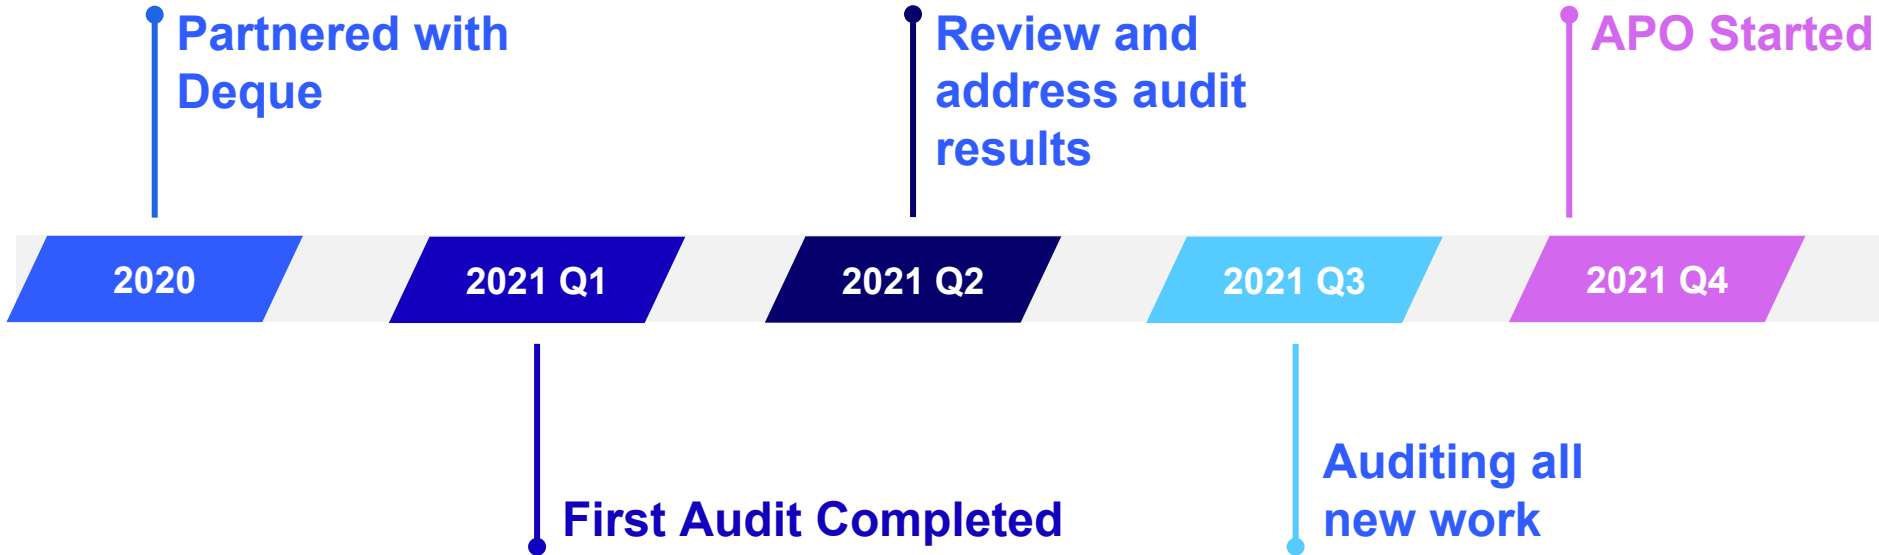 Partnered with
Deque
Review and
address audit
results
APO Started
2020
2021 Q1
2021 Q2
2021 Q3
2021 Q4
First Audit Completed
Auditing all
new work